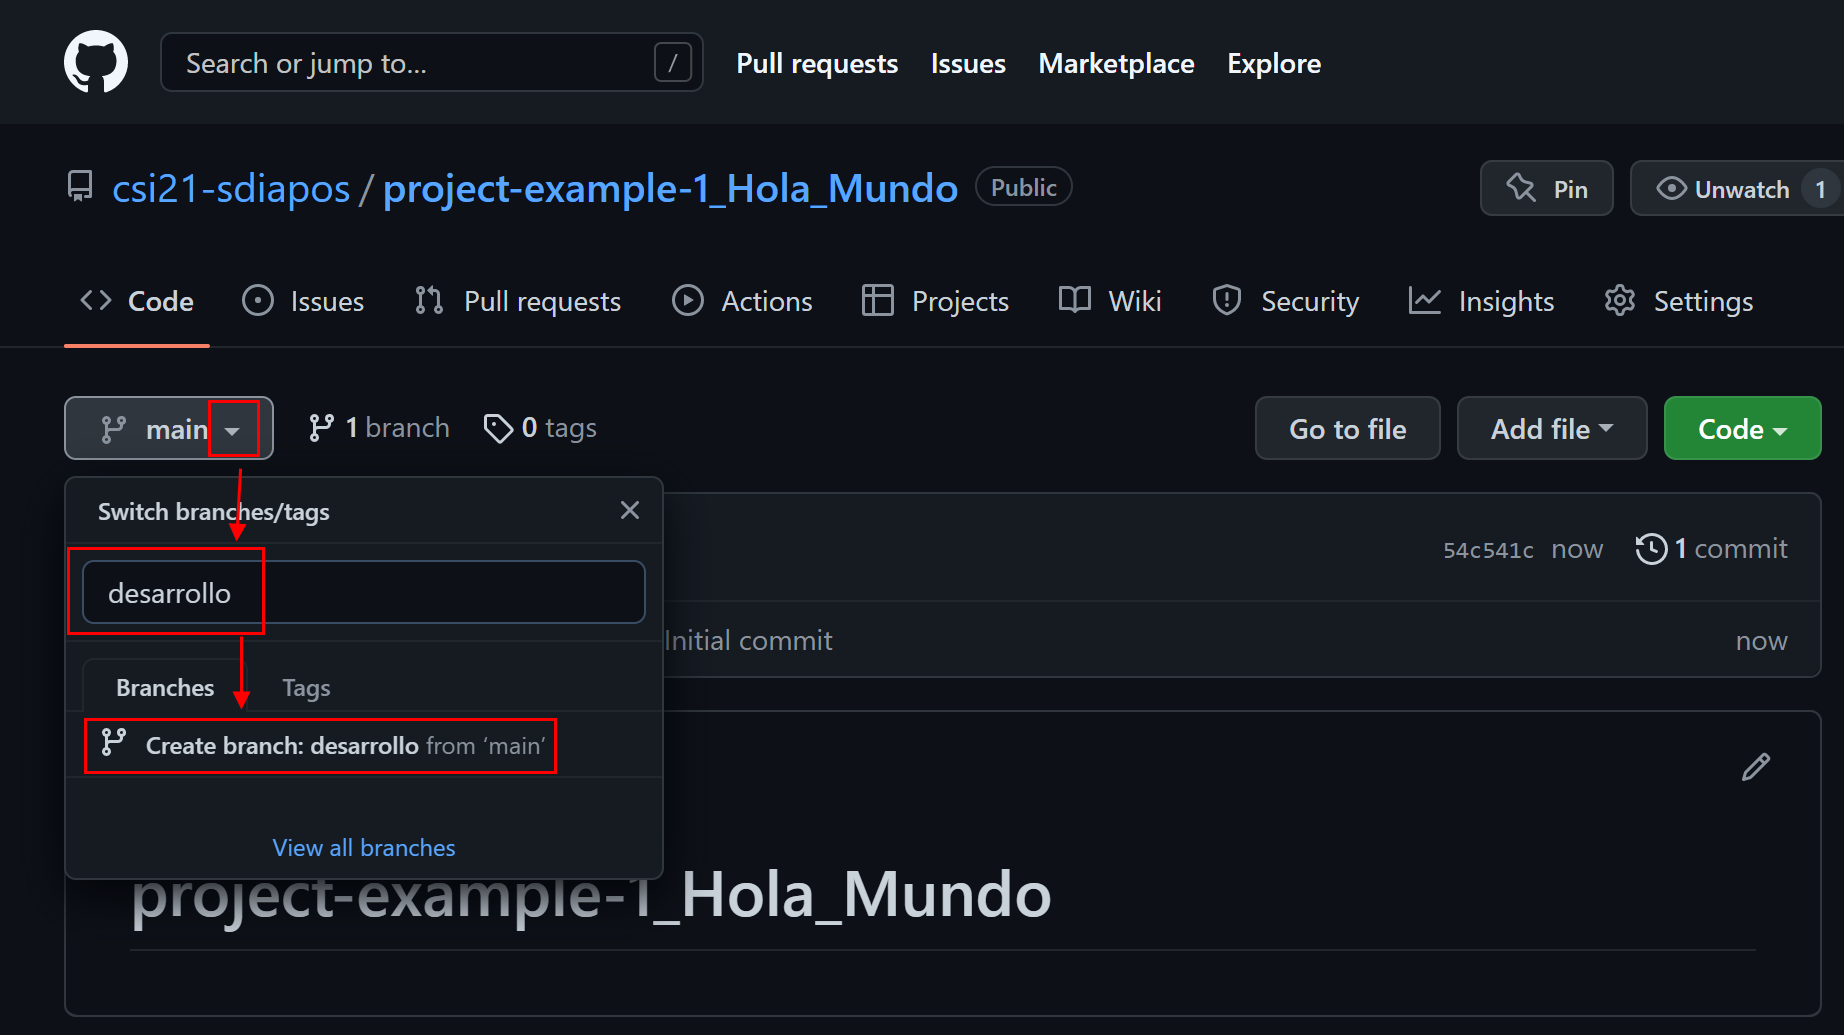 Search or jump to... / Pull requests Issues Marketplace Explore
csi21-sdiapos / project-example-1_Hola_Mundo Public Pin Unwatch 1
Code Issues Pull requests Actions Projects Wiki Security Insights Settings
main 1 branch 0 tags Go to file Add file Code
Switch branches/tags
54c541c now 1 commit
desarrollo
Initial commit now
Branches Tags
Create branch: desarrollo from ‘main’
View all branches
project-example-1_Hola_Mundo